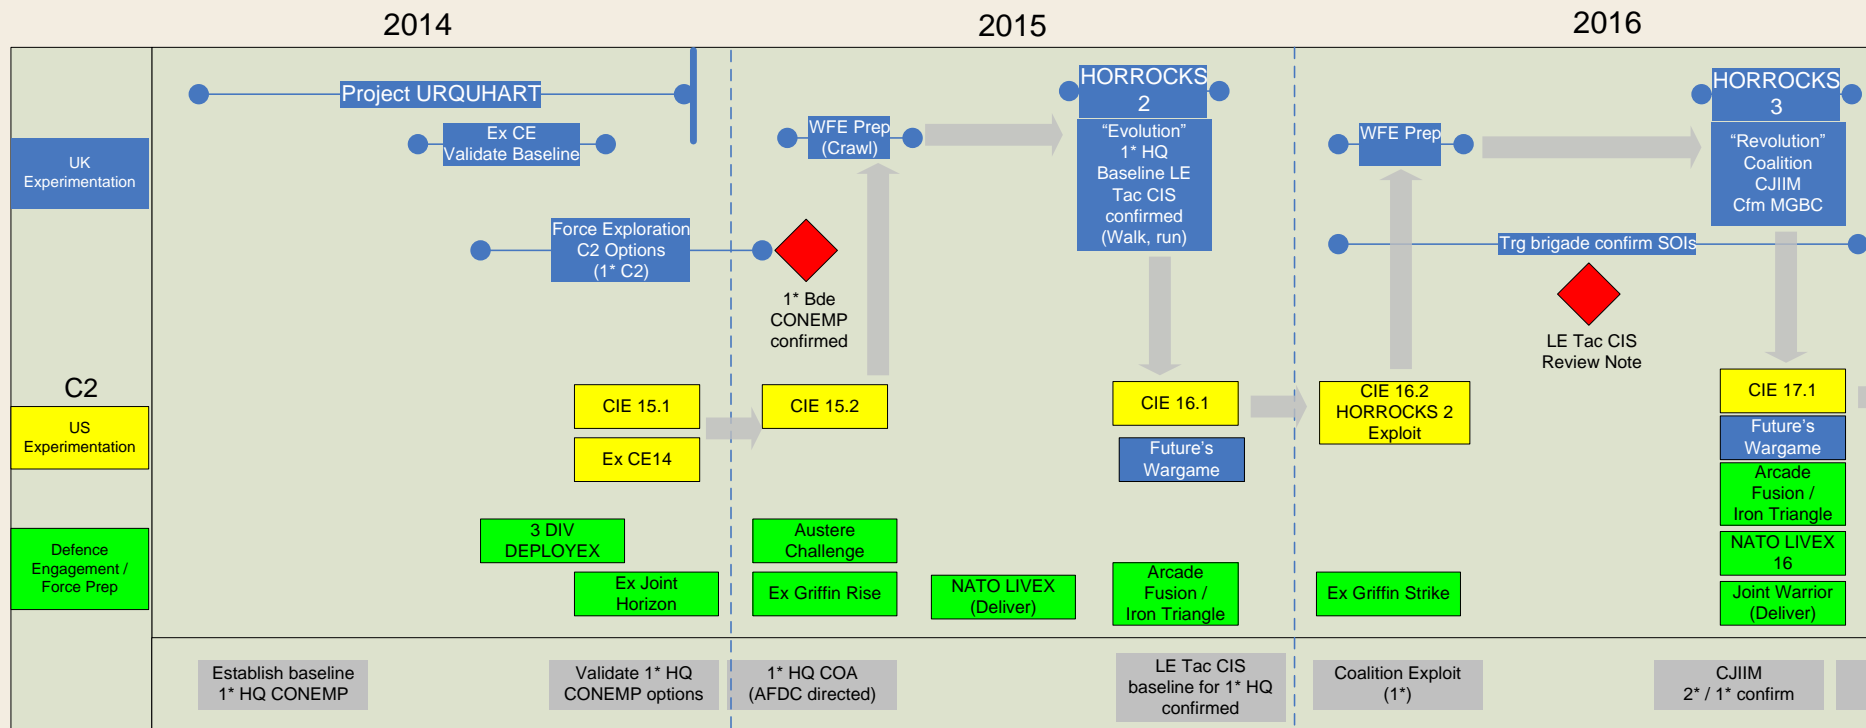 2014
2015
2016
Project URQUHART
HORROCKS
2
HORROCKS
3
Ex CE
Validate Baseline
WFE Prep
(Crawl)
"Evolution"
1* HQ
Baseline LE
Tac CIS
confirmed
(Walk, run)
WFE Prep
"Revolution"
Coalition
CJIIM
Cfm MGBC
UK
Experimentation
Force Exploration
C2 Options
(1* C2)
Trg brigade confirm SOIs
1* Bde
CONEMP
confirmed
LE Tac CIS
Review Note
C2
US
Experimentation
CIE 15.1
CIE 15.2
CIE 16.1
CIE 16.2
HORROCKS 2
Exploit
CIE 17.1
Ex CE14
Future's
Wargame
Future's
Wargame
Arcade
Fusion /
Iron Triangle
Defence
Engagement /
Force Prep
3 DIV
DEPLOYEX
Austere
Challenge
NATO LIVEX
16
Ex Joint
Horizon
Ex Griffin Rise
NATO LIVEX
(Deliver)
Arcade
Fusion /
Iron Triangle
Ex Griffin Strike
Joint Warrior
(Deliver)
Establish baseline
1* HQ CONEMP
Validate 1* HQ
CONEMP options
1* HQ COA
(AFDC directed)
LE Tac CIS
baseline for 1* HQ
confirmed
Coalition Exploit
(1*)
CJIIM
2* / 1* confirm